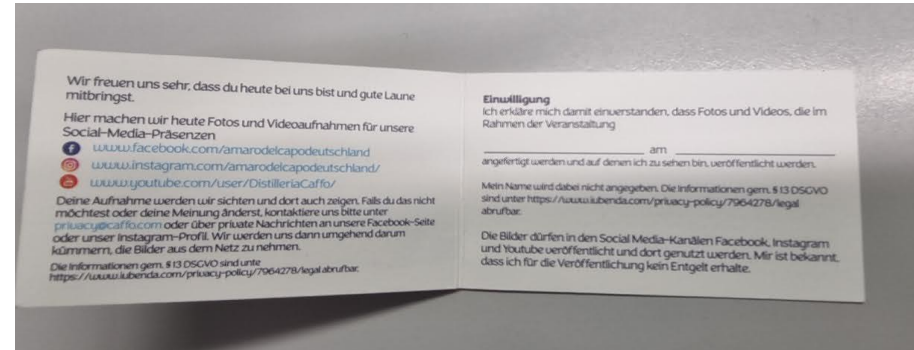 Wir freuen uns sehr, dass du heute bei uns bist und gute Laune
mitbringst.
Hier machen wir heute Fotos und Videoaufnahmen für unsere
Social-Media-Präsenzen
www.facebook.com/amarodelcapodeutschland
www.instagram.com/amarodelcapodeutschland/
www.youtube.com/user/DistilleriaCaffo/
Deine Aufnahme werden wir sichten und dort auch zeigen. Falls du das nicht
möchtest oder deine Meinung änderst, kontaktiere uns bitte unter
privacy@caffo.com oder über private Nachrichten an unsere Facebook-Seite
oder unser Instagram-Profil. Wir werden uns dann umgehend darum
kümmern, die Bilder aus dem Netz zu nehmen.
Die Informationen gem. § 13 DSGVO sind unte
https://www.iubenda.com/privacy-policy/7964278/legal abrufbar.
Einwilligung
Ich erkläre mich damit einverstanden, dass Fotos und Videos, die im
Rahmen der Veranstaltung
am
angefertigt werden und auf denen ich zu sehen bin, veröffentlicht werden.
Mein Name wird dabei nicht angegeben. Die Informationen gem. § 13 DSGVO
sind unter https://www.iubenda.com/privacy-policy/7964278/legal
abrufbar.
Die Bilder dürfen in den Social Media-Kanälen Facebook, Instagram
und Youtube veröffentlicht und dort genutzt werden. Mir ist bekannt,
dass ich für die Veröffentlichung kein Entgelt erhalte.